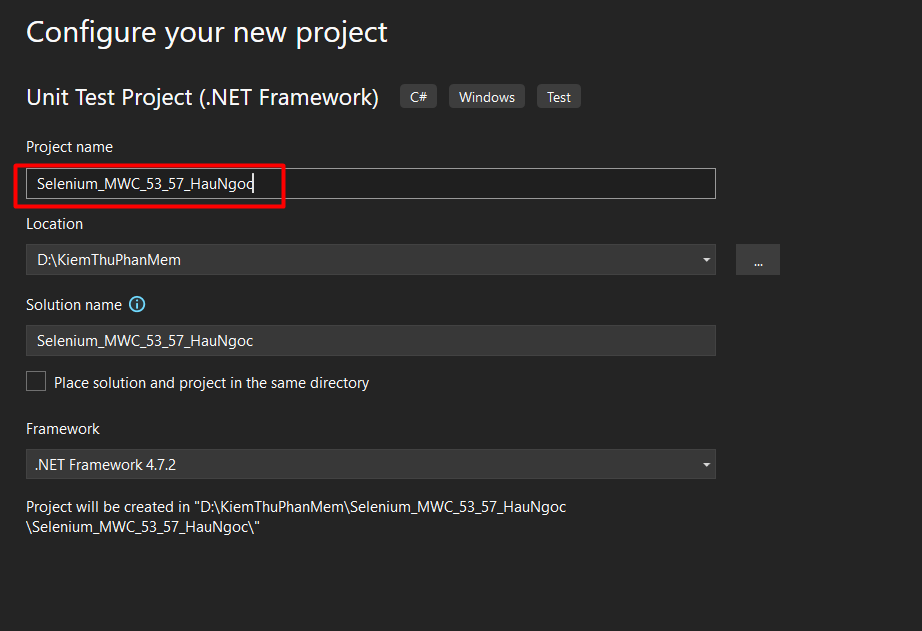 Configure your new project
Unit Test Project (.NET Framework) C# Windows Test
Project name
Selenium_MWC_53_57_HauNgoc
Location
D:\KiemThuPhanMem
...
Solution name
Selenium_MWC_53_57_HauNgoc
Place solution and project in the same directory
Framework
.NET Framework 4.7.2
Project will be created in "D:\KiemThuPhanMem\Selenium_MWC_53_57_HauNgoc
\Selenium_MWC_53_57_HauNgoc\"